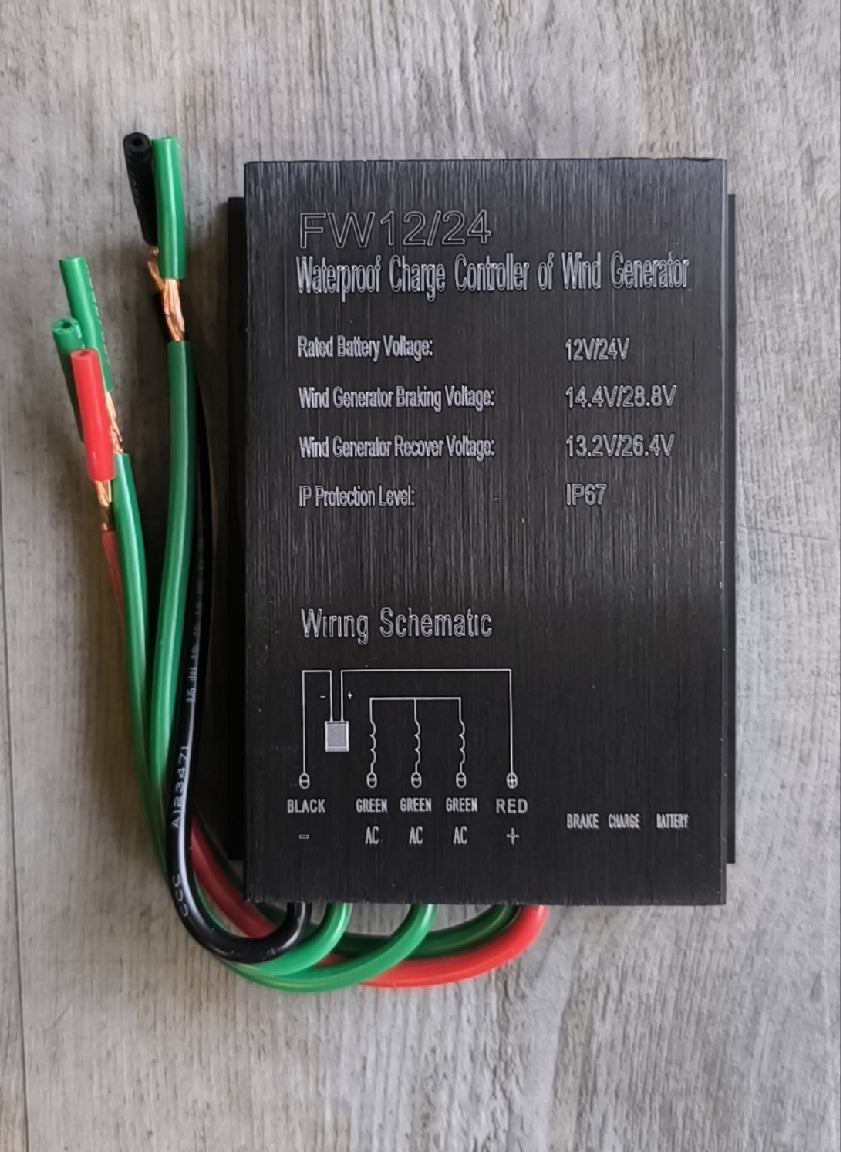 FW12/24
Waterproof Charge Controller of Wind Generator
Rated Battery Voltage: 12V/24V
Wind Generator Braking Voltage: 14.4V/28.8V
Wind Generator Recover Voltage: 13.2V/26.4V
IP Protection Level: IP67
Wiring Schematic
- +
BLACK GREEN GREEN GREEN RED
- AC AC AC +
BRAKE CHARGE BATTERY